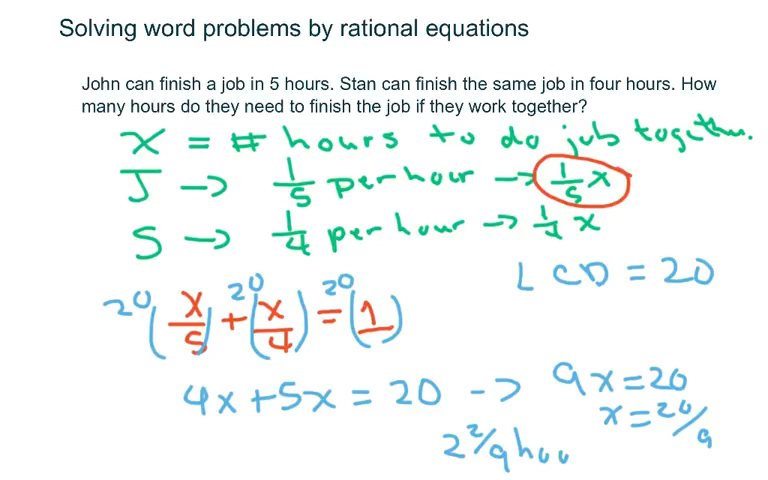 Solving word problems by rational equations
John can finish a job in 5 hours. Stan can finish the same job in four hours. How
many hours do they need to finish the job if they work together?
x = # hours to do job together.
J → 1/5 per hour → 1/5 x
S → 1/4 per hour → 1/4 x
LCD = 20
20(x/5) + 20(x/4) = 20(1)
4x + 5x = 20 → 9x = 20
x = 20/9
2 2/9 hou